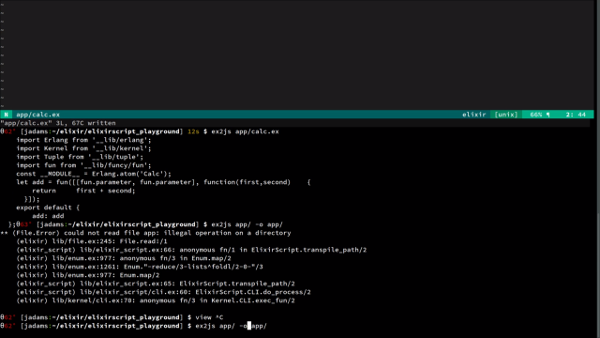 app/calc.ex elixir [unix] 66% ¶ 2: 44
"app/calc.ex" 3L, 67C written
[jadams:~/elixir/elixirscript_playground] 12s $ ex2js app/calc.ex
import Erlang from '__lib/erlang';
import Kernel from '__lib/kernel';
import Tuple from '__lib/tuple';
import fun from '__lib/funcy/fun';
const __MODULE__ = Erlang.atom('Calc');
let add = fun([[fun.parameter, fun.parameter], function(first,second) {
return first + second;
}]);
export default {
add: add
};[jadams:~/elixir/elixirscript_playground] $ ex2js app/ -o app/
** (File.Error) could not read file app: illegal operation on a directory
(elixir) lib/file.ex:245: File.read!/1
(elixir_script) lib/elixir_script.ex:66: anonymous fn/1 in ElixirScript.transpile_path/2
(elixir) lib/enum.ex:977: anonymous fn/3 in Enum.map/2
(elixir) lib/enum.ex:1261: Enum."-reduce/3-lists^foldl/2-0-"/3
(elixir) lib/enum.ex:977: Enum.map/2
(elixir_script) lib/elixir_script.ex:65: ElixirScript.transpile_path/2
(elixir_script) lib/elixir_script/cli.ex:60: ElixirScript.CLI.do_process/2
(elixir) lib/kernel/cli.ex:78: anonymous fn/3 in Kernel.CLI.exec_fun/2
[jadams:~/elixir/elixirscript_playground] $ view ^C
[jadams:~/elixir/elixirscript_playground] $ ex2js app/ -o app/